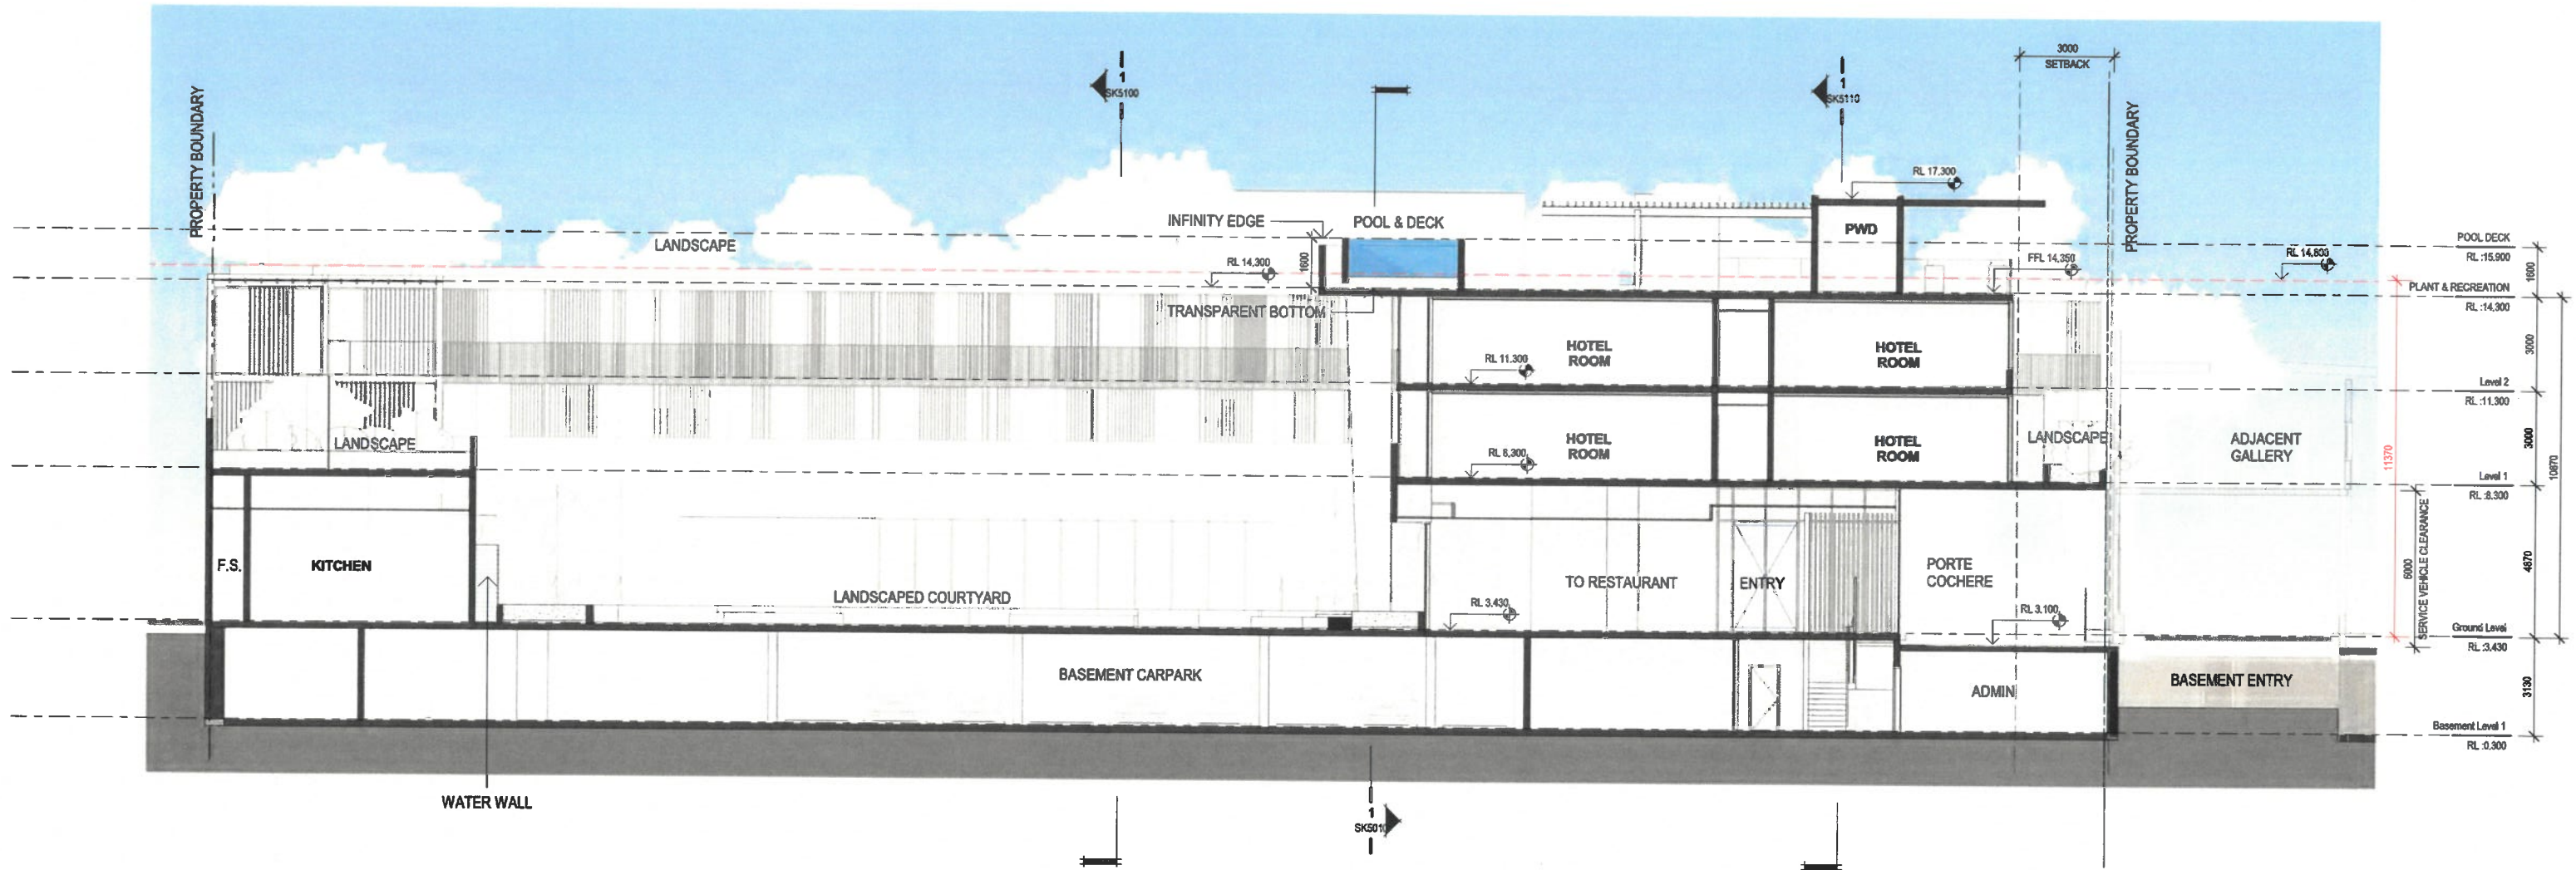 3000
SETBACK
PROPERTY BOUNDARY
1
SK5100
1
SK5110
PROPERTY BOUNDARY
RL 17,300
INFINITY EDGE
POOL & DECK
PWD
LANDSCAPE
POOL DECK
RL :15,900
RL 14,300
1600
FFL 14,350
RL 14,800
1600
TRANSPARENT BOTTOM
PLANT & RECREATION
RL :14,300
HOTEL
ROOM
HOTEL
ROOM
3000
RL 11.300
Level 2
RL :11,300
LANDSCAPE
HOTEL
ROOM
HOTEL
ROOM
LANDSCAPE
ADJACENT
GALLERY
3000
11370
10870
RL 8,300
Level 1
RL :8.300
F.S.
KITCHEN
TO RESTAURANT
ENTRY
PORTE
COCHERE
6000
SERVICE VEHICLE CLEARANCE
4870
LANDSCAPED COURTYARD
RL 3.430
RL 3.100
Ground Level
RL :3.430
BASEMENT CARPARK
ADMIN
BASEMENT ENTRY
3130
Basement Level 1
RL :0.300
WATER WALL
1
SK5010